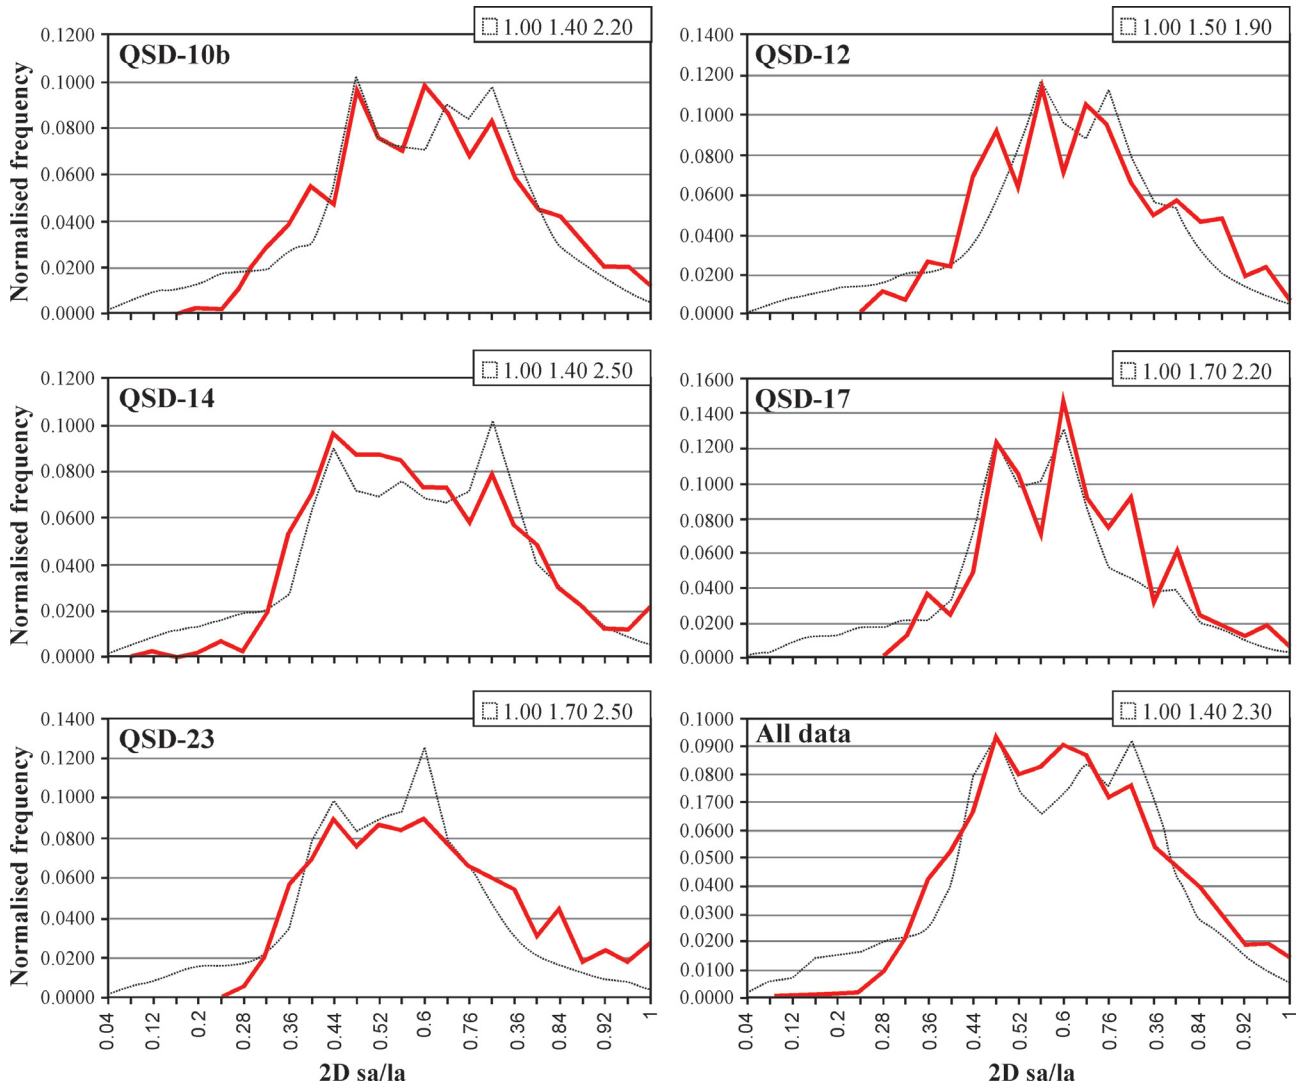 1.00 1.40 2.20
QSD-10b
Normalised frequency
0.1200
0.1000
0.0800
0.0600
0.0400
0.0200
0.0000
1.00 1.50 1.90
QSD-12
0.1400
0.1200
0.1000
0.0800
0.0600
0.0400
0.0200
0.0000
1.00 1.40 2.50
QSD-14
Normalised frequency
0.1200
0.1000
0.0800
0.0600
0.0400
0.0200
0.0000
1.00 1.70 2.20
QSD-17
0.1600
0.1400
0.1200
0.1000
0.0800
0.0600
0.0400
0.0200
0.0000
1.00 1.70 2.50
QSD-23
Normalised frequency
0.1400
0.1200
0.1000
0.0800
0.0600
0.0400
0.0200
0.0000
0.04 0.12 0.2 0.28 0.36 0.44 0.52 0.6 0.76 0.36 0.84 0.92 1
2D sa/la
1.00 1.40 2.30
All data
0.1000
0.0900
0.0800
0.1700
0.0600
0.0500
0.0400
0.0300
0.0200
0.0100
0.0000
0.04 0.12 0.2 0.28 0.36 0.44 0.52 0.6 0.76 0.36 0.84 0.92 1
2D sa/la